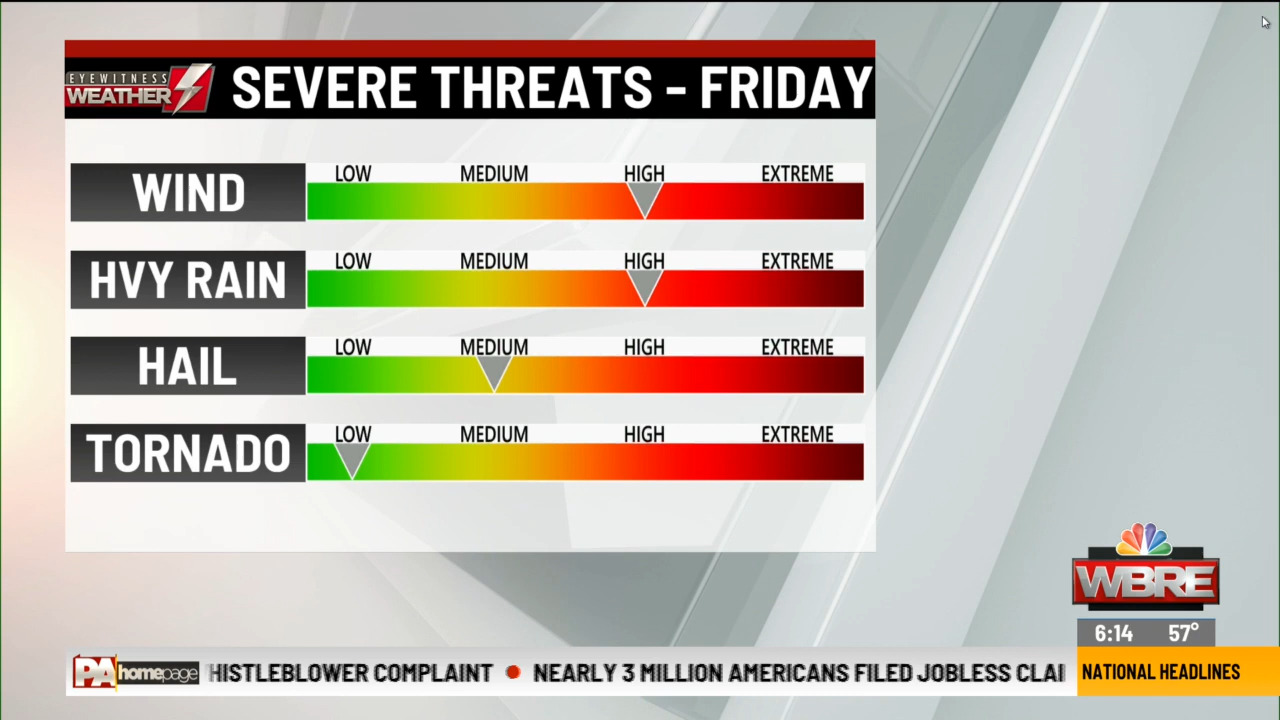 EYEWITNESS
WEATHER
SEVERE THREATS - FRIDAY
WIND
LOW MEDIUM HIGH EXTREME
HVY RAIN
LOW MEDIUM HIGH EXTREME
HAIL
LOW MEDIUM HIGH EXTREME
TORNADO
LOW MEDIUM HIGH EXTREME
WBRE
6:14 57°
PA homepage
HISTLEBLOWER COMPLAINT • NEARLY 3 MILLION AMERICANS FILED JOBLESS CLAI
NATIONAL HEADLINES